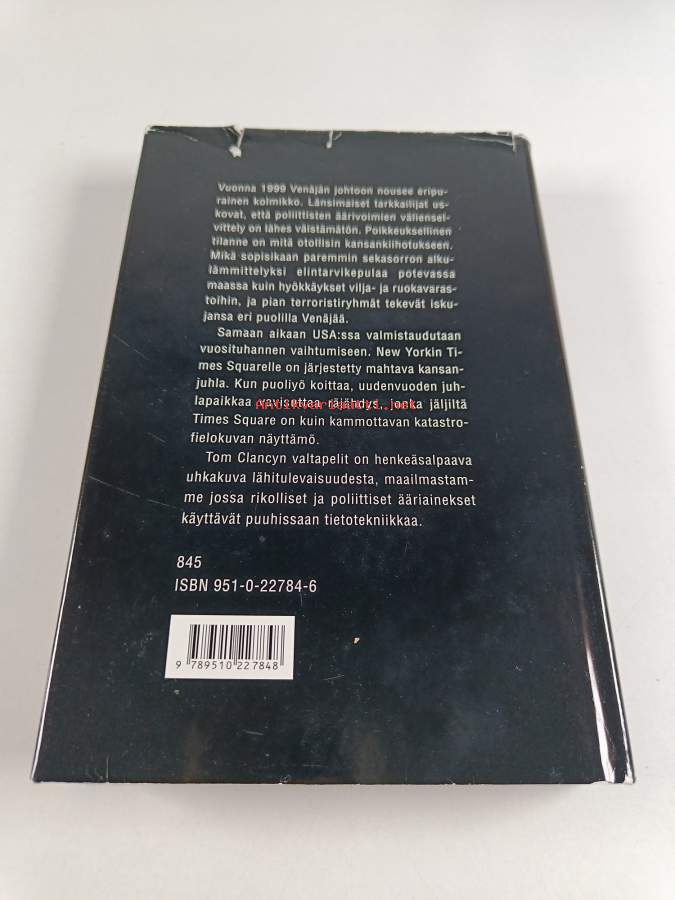 Vuonna 1999 Venäjän johtoon nousee eripu-
rainen kolmikko. Länsimaiset tarkkailijat us-
kovat, että poliittisten äärivoimien välienсel-
vittely on lähes väistämätön. Poikkeuksellinen
tilanne on mitä otollisin kansankiihotukseen.
Mikä sopisikaan paremmin sekasorron alku-
lämmittelyksi elintarvikepulaa potevassa
maassa kuin hyökkäykset vilja- ja ruokavaras-
toihin, ja pian terroristiryhmät tekevät isku-
jansa eri puolilla Venäjää.
Samaan aikaan USA:ssa valmistaudutaan
vuosituhannen vaihtumiseen. New Yorkin Ti-
mes Squarelle on järjestetty mahtava kansan-
juhla. Kun puoliyö koittaa, uudenvuoden juh-
lapaikkaa vavisuttaa räjähdys, jonka jäljiltä
Times Square on kuin kammottavan katastro-
fielokuvan näyttämö.
Tom Clancyn valtapelit on henkeäsalpaava
uhkakuva lähitulevaisuudesta, maailmastam-
me jossa rikolliset ja poliittiset ääriainekset
käyttävät puuhissaan tietotekniikkaa.
845
ISBN 951-0-22784-6
9 789510 227848